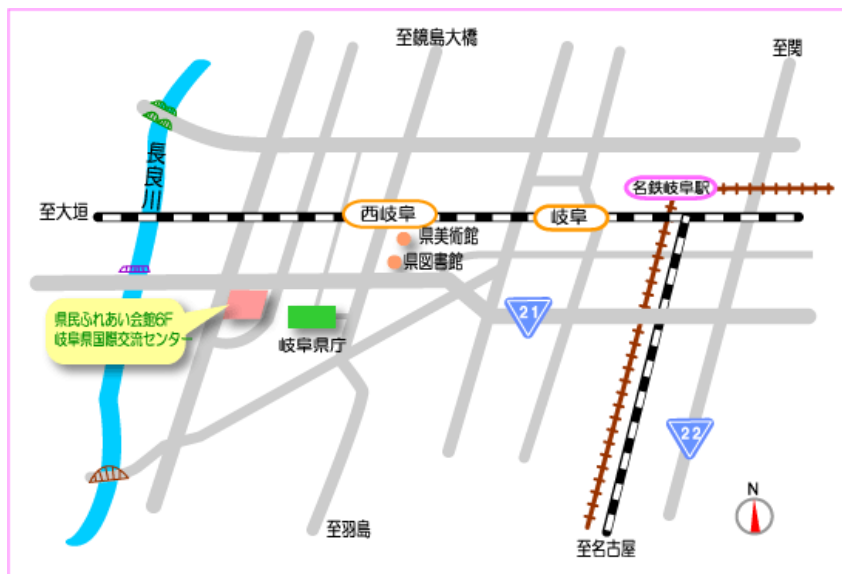 至鏡島大橋
至関
長良川
名鉄岐阜駅
至大垣
西岐阜
岐阜
県美術館
県図書館
県民ふれあい会館6F
岐阜県国際交流センター
21
岐阜県庁
22
N
至羽島
至名古屋